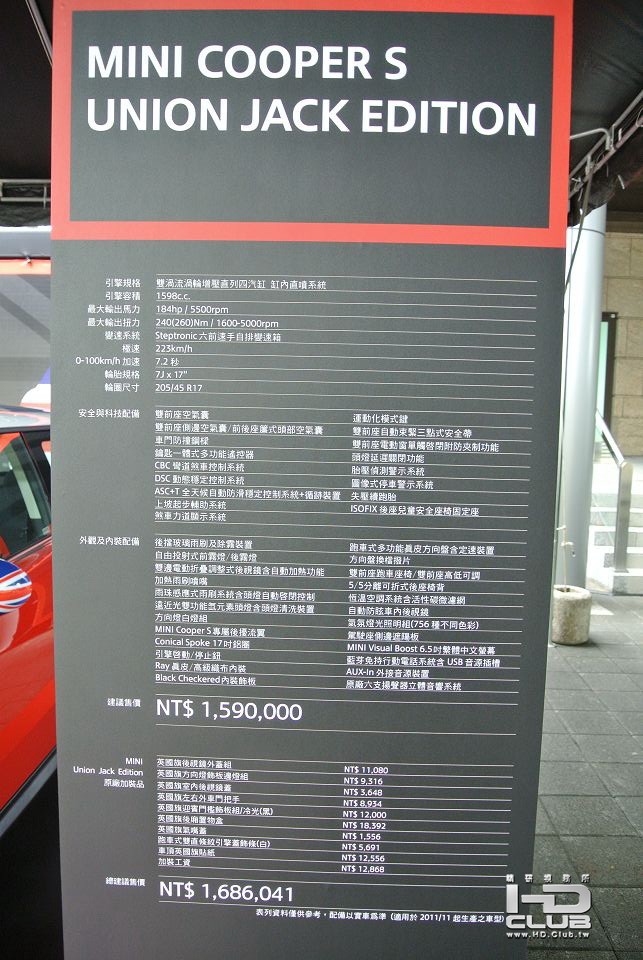 MINI COOPER S
UNION JACK EDITION
引擎規格 雙渦流渦輪增壓直列四汽缸 缸內直噴系統
引擎容積 1598c.c.
最大輸出馬力 184hp / 5500rpm
最大輸出扭力 240(260)Nm / 1600-5000rpm
變速系統 Steptronic 六前速手自排變速箱
極速 223km/h
0-100km/h 加速 7.2 秒
輪胎規格 7J x 17"
輪圈尺寸 205/45 R17
安全與科技配備 雙前座空氣囊 運動化模式鍵
雙前座側邊空氣囊/前後座簾式頭部空氣囊 雙前座自動束緊三點式安全帶
車門防撞鋼樑 雙前座電動窗單觸啓閉附防夾制功能
鑰匙一體式多功能遙控器 頭燈延遲關閉功能
CBC 彎道煞車控制系統 胎壓偵測警示系統
DSC 動態穩定控制系統 圖像式停車警示系統
ASC+T 全天候自動防滑穩定控制系統+循跡裝置 失壓續跑胎
上坡起步輔助系統 ISOFIX 後座兒童安全座椅固定座
煞車力道顯示系統
外觀及內裝配備 後擋玻璃雨刷及除霧裝置 跑車式多功能真皮方向盤含定速裝置
自由投射式前霧燈/後霧燈 方向盤換檔撥片
雙邊電動折疊調整式後視鏡含自動加熱功能 雙前座跑車座椅/雙前座高低可調
加熱雨刷噴嘴 5/5分離可折式後座椅背
雨珠感應式雨刷系統含頭燈自動啓閉控制 恆溫空調系統含活性碳微濾網
遠近光雙功能氙元素頭燈含頭燈清洗裝置 自動防眩車內後視鏡
方向燈白燈組 氣氛燈光照明組(756 種不同色彩)
MINI Cooper S 專屬後擾流翼 駕駛座側邊遮陽板
Conical Spoke 17吋鋁圈 MINI Visual Boost 6.5吋繁體中文螢幕
引擎啓動/停止鈕 藍芽免持行動電話系統含 USB 音源插槽
Ray 真皮/高級織布內裝 AUX-In 外接音源裝置
Black Checkered內裝飾板 原廠六支揚聲器立體音響系統
建議售價 NT$ 1,590,000
MINI 英國旗後視鏡外蓋組 NT$ 11,080
Union Jack Edition 英國旗方向燈飾板邊燈組 NT$ 9,316
原廠加裝品 英國旗室內後視鏡蓋 NT$ 3,648
英國旗左右外車門把手 NT$ 8,934
英國旗迎賓門檻飾板組/冷光(黑) NT$ 12,000
英國旗後廂置物盒 NT$ 18,392
英國旗氣嘴蓋 NT$ 1,556
跑車式雙直條紋引擎蓋飾條(白) NT$ 5,691
車頂英國旗貼紙 NT$ 12,556
加裝工資 NT$ 12,868
總建議售價 NT$ 1,686,041
表列資料僅供參考,配備以實車為準 (適用於 2011/11 起生產之車型)
精研視務所
HD
CLUB
www.HD.Club.tw